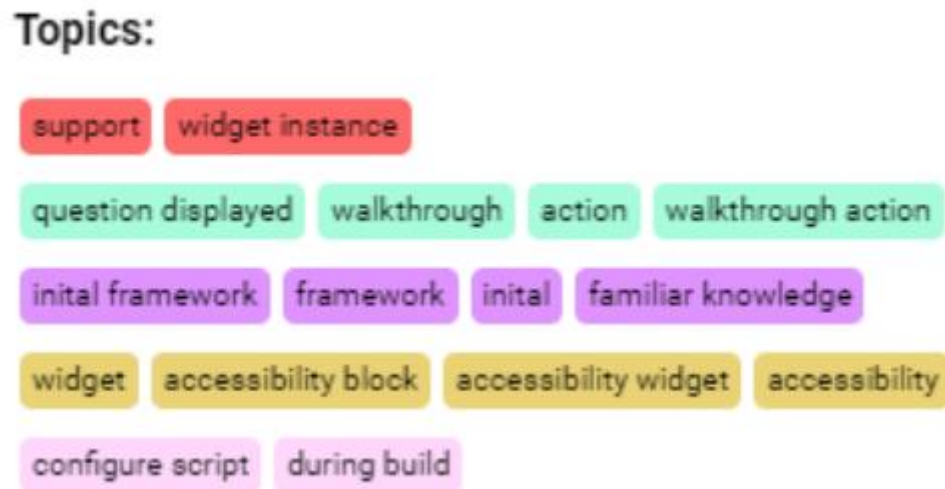 Topics:
support widget instance
question displayed walkthrough action walkthrough action
inital framework framework inital familiar knowledge
widget accessibility block accessibility widget accessibility
configure script during build